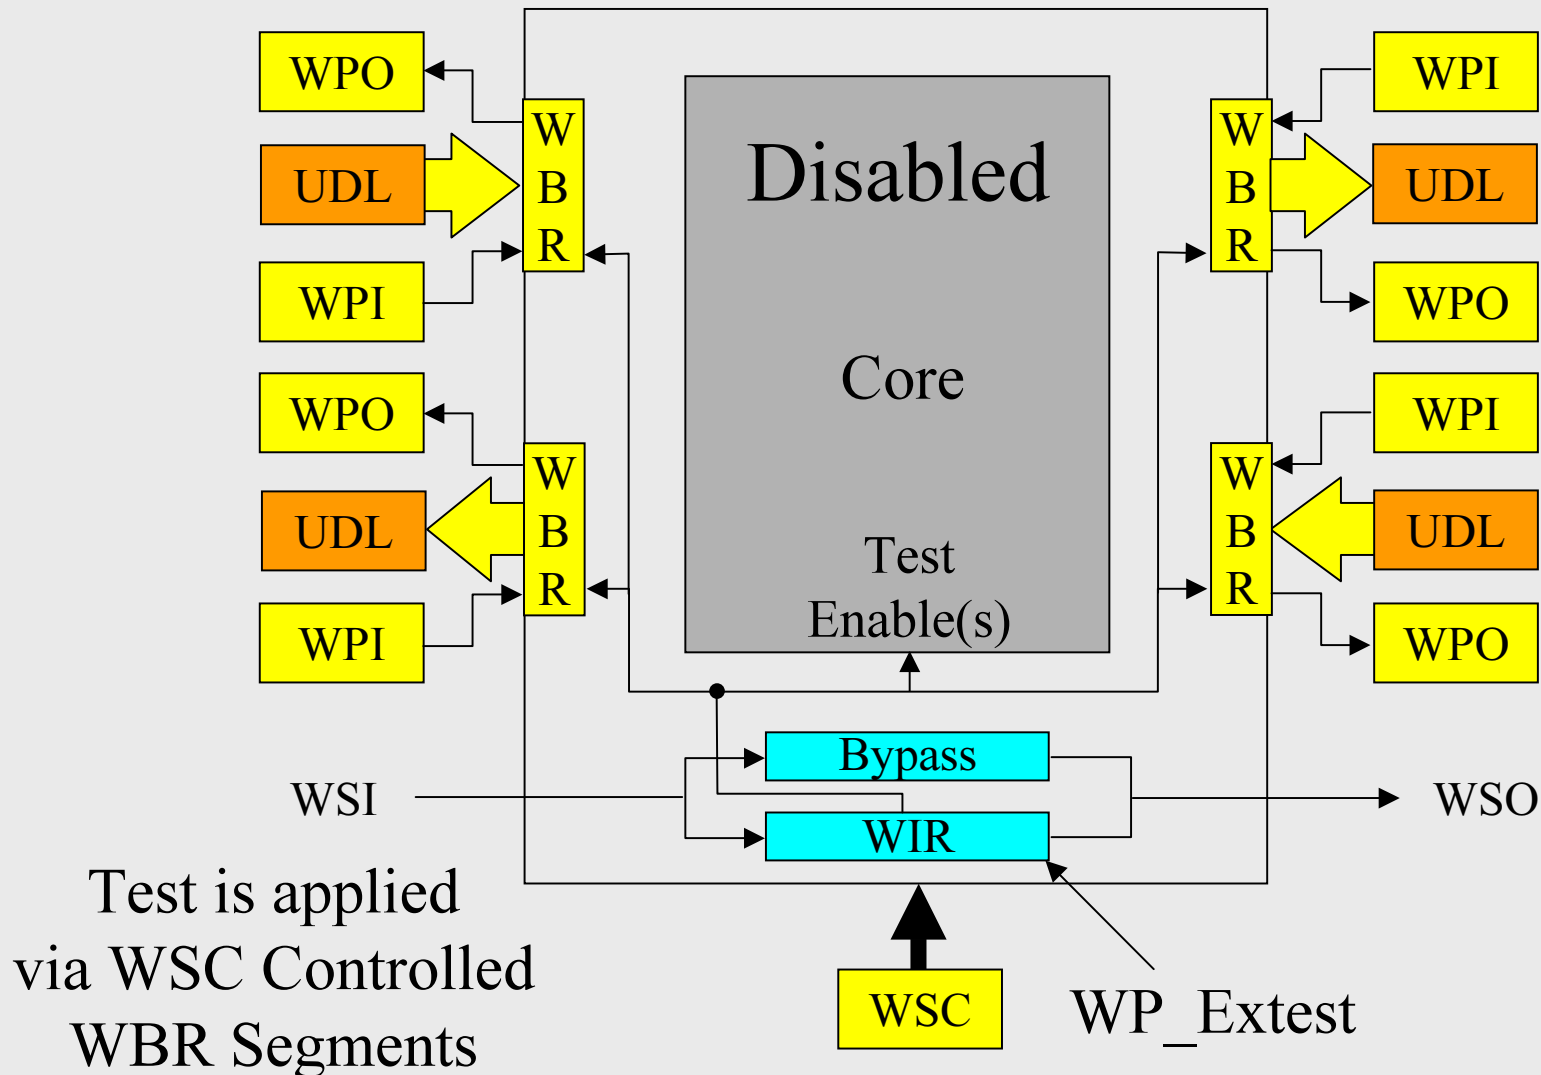 WPO
UDL
WPI
WPO
UDL
WPI
W
B
R
W
B
R
Disabled
Core
Test
Enable(s)
W
B
R
W
B
R
WPI
UDL
WPO
WPI
UDL
WPO
Bypass
WIR
WSI
WSO
Test is applied
via WSC Controlled
WBR Segments
WSC
WP_Extest